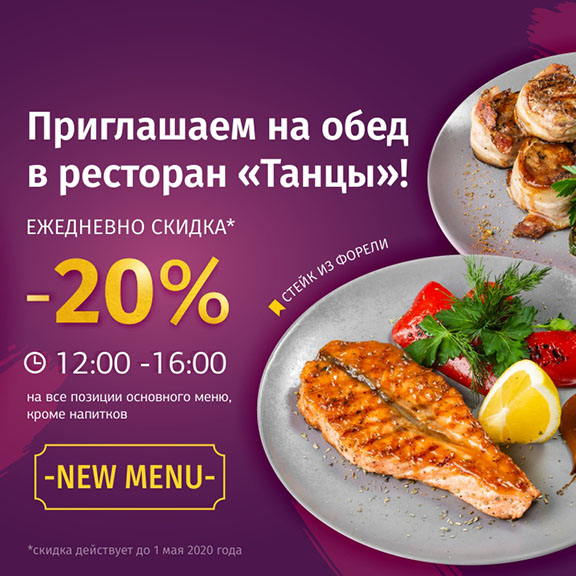 Приглашаем на обед
в ресторан «Танцы»!
ЕЖЕДНЕВНО СКИДКА*
-20%
СТЕЙК ИЗ ФОРЕЛИ
12:00 -16:00
на все позиции основного меню,
кроме напитков
-NEW MENU-
*скидка действует до 1 мая 2020 года